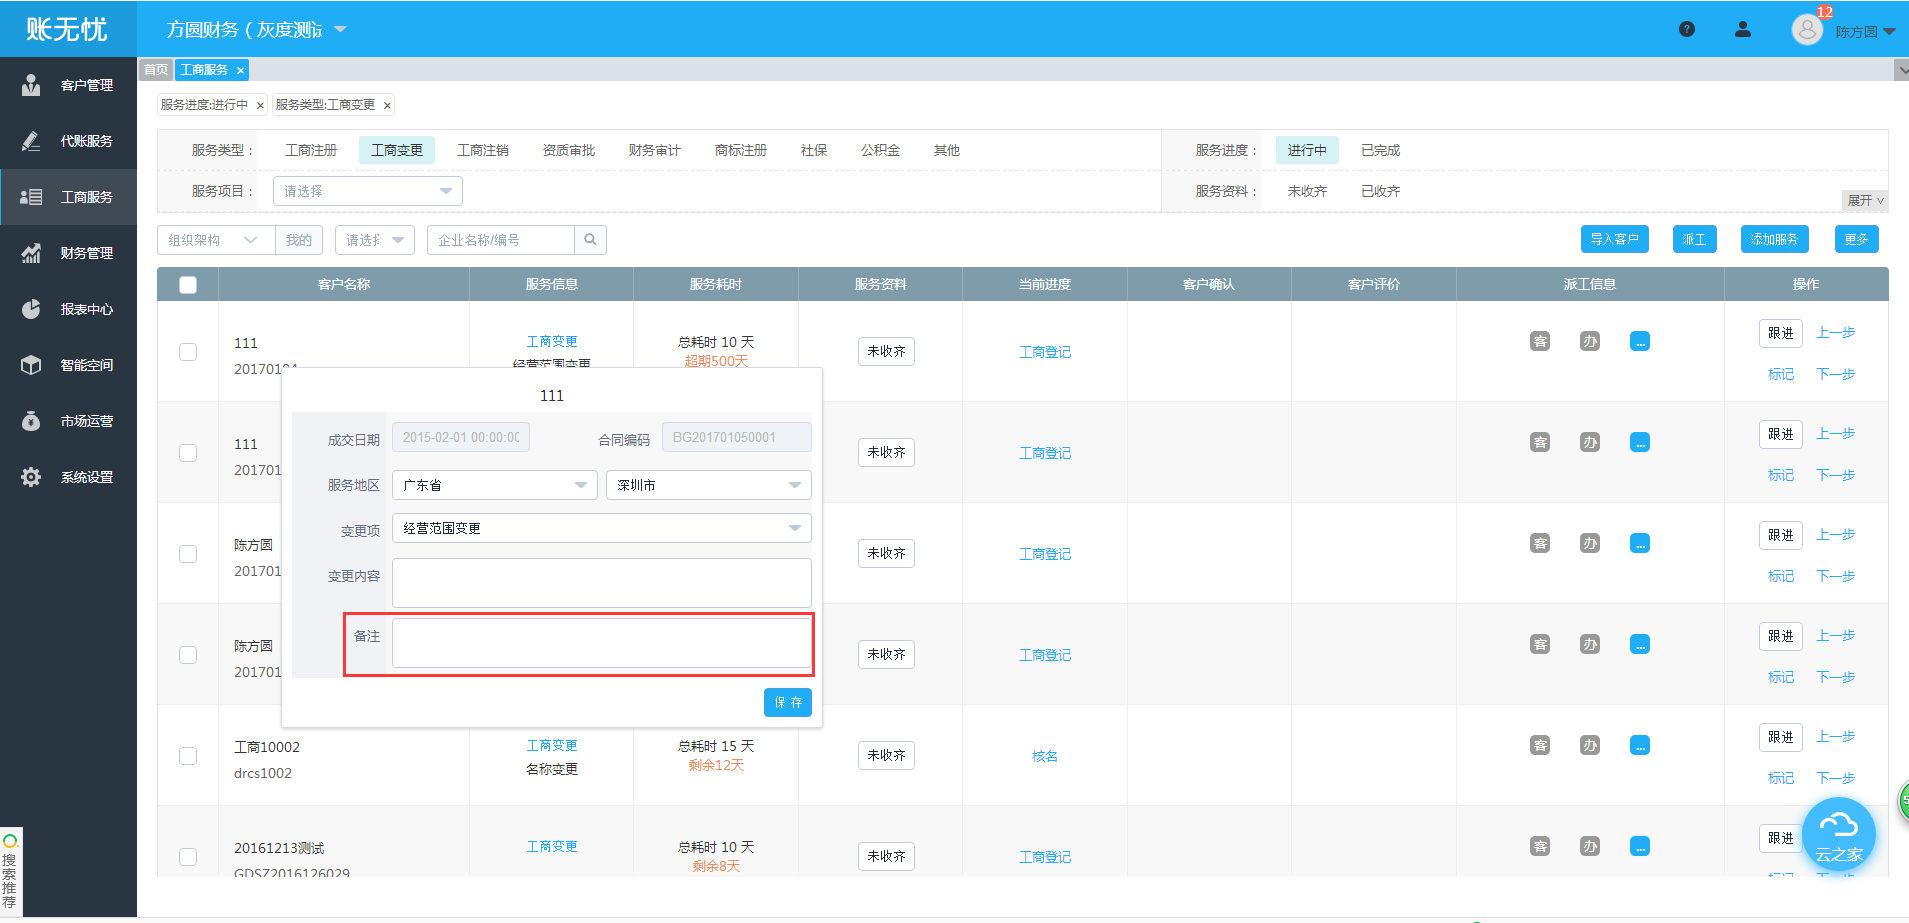 账无忧
方圆财务 ( 灰度测试
?
12
陈方圆
客户管理
代账服务
工商服务
财务管理
报表中心
智能空间
市场运营
系统设置
首页 工商服务 ×
服务进度:进行中 × 服务类型:工商变更 ×
服务类型： 工商注册 工商变更 工商注销 资质审批 财务审计 商标注册 社保 公积金 其他 服务进度： 进行中 已完成
服务项目： 请选择 服务资料： 未收齐 已收齐
展开
组织架构 我的 请选择 企业名称/编号 导入客户 派工 添加服务 更多
客户名称 服务信息 服务耗时 服务资料 当前进度 客户确认 客户评价 派工信息 操作
111 工商变更 总耗时 10 天 未收齐 工商登记 客 办 ... 跟进 上一步
20170104 经营范围变更 超期500天 标记 下一步
111 未收齐 工商登记 客 办 ... 跟进 上一步
201701 标记 下一步
陈方圆 未收齐 工商登记 客 办 ... 跟进 上一步
201701 标记 下一步
陈方圆 未收齐 工商登记 客 办 ... 跟进 上一步
201701 标记 下一步
111
成交日期 2015-02-01 00:00:00 合同编码 BG201701050001
服务地区 广东省 深圳市
变更项 经营范围变更
变更内容
备注
保 存
工商10002 工商变更 总耗时 15 天 未收齐 核名 客 办 ... 跟进 上一步
drcs1002 名称变更 剩余12天 标记 下一步
20161213测试 工商变更 总耗时 10 天 未收齐 工商登记 客 办 ... 跟进
GDSZ2016126029 剩余8天 标记 下一步
云之家
搜索推荐